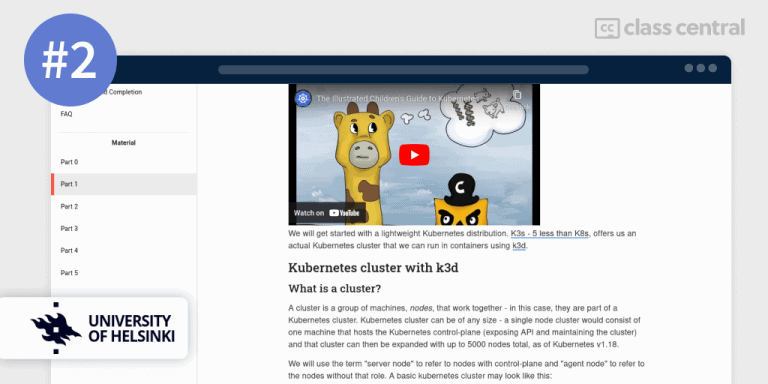 #2
cc class central
d Completion
FAQ
Material
Part 0
Part 1
Part 2
Part 3
Part 4
Part 5
UNIVERSITY
OF HELSINKI
The Illustrated Children's Guide to Kubernetes
C
Watch on YouTube
We will get started with a lightweight Kubernetes distribution. K3s - 5 less than K8s, offers us an
actual Kubernetes cluster that we can run in containers using k3d.
Kubernetes cluster with k3d
What is a cluster?
A cluster is a group of machines, nodes, that work together - in this case, they are part of a
Kubernetes cluster. Kubernetes cluster can be of any size - a single node cluster would consist of
one machine that hosts the Kubernetes control-plane (exposing API and maintaining the cluster)
and that cluster can then be expanded with up to 5000 nodes total, as of Kubernetes v1.18.
We will use the term "server node" to refer to nodes with control-plane and "agent node" to refer to
the nodes without that role. A basic kubernetes cluster may look like this: